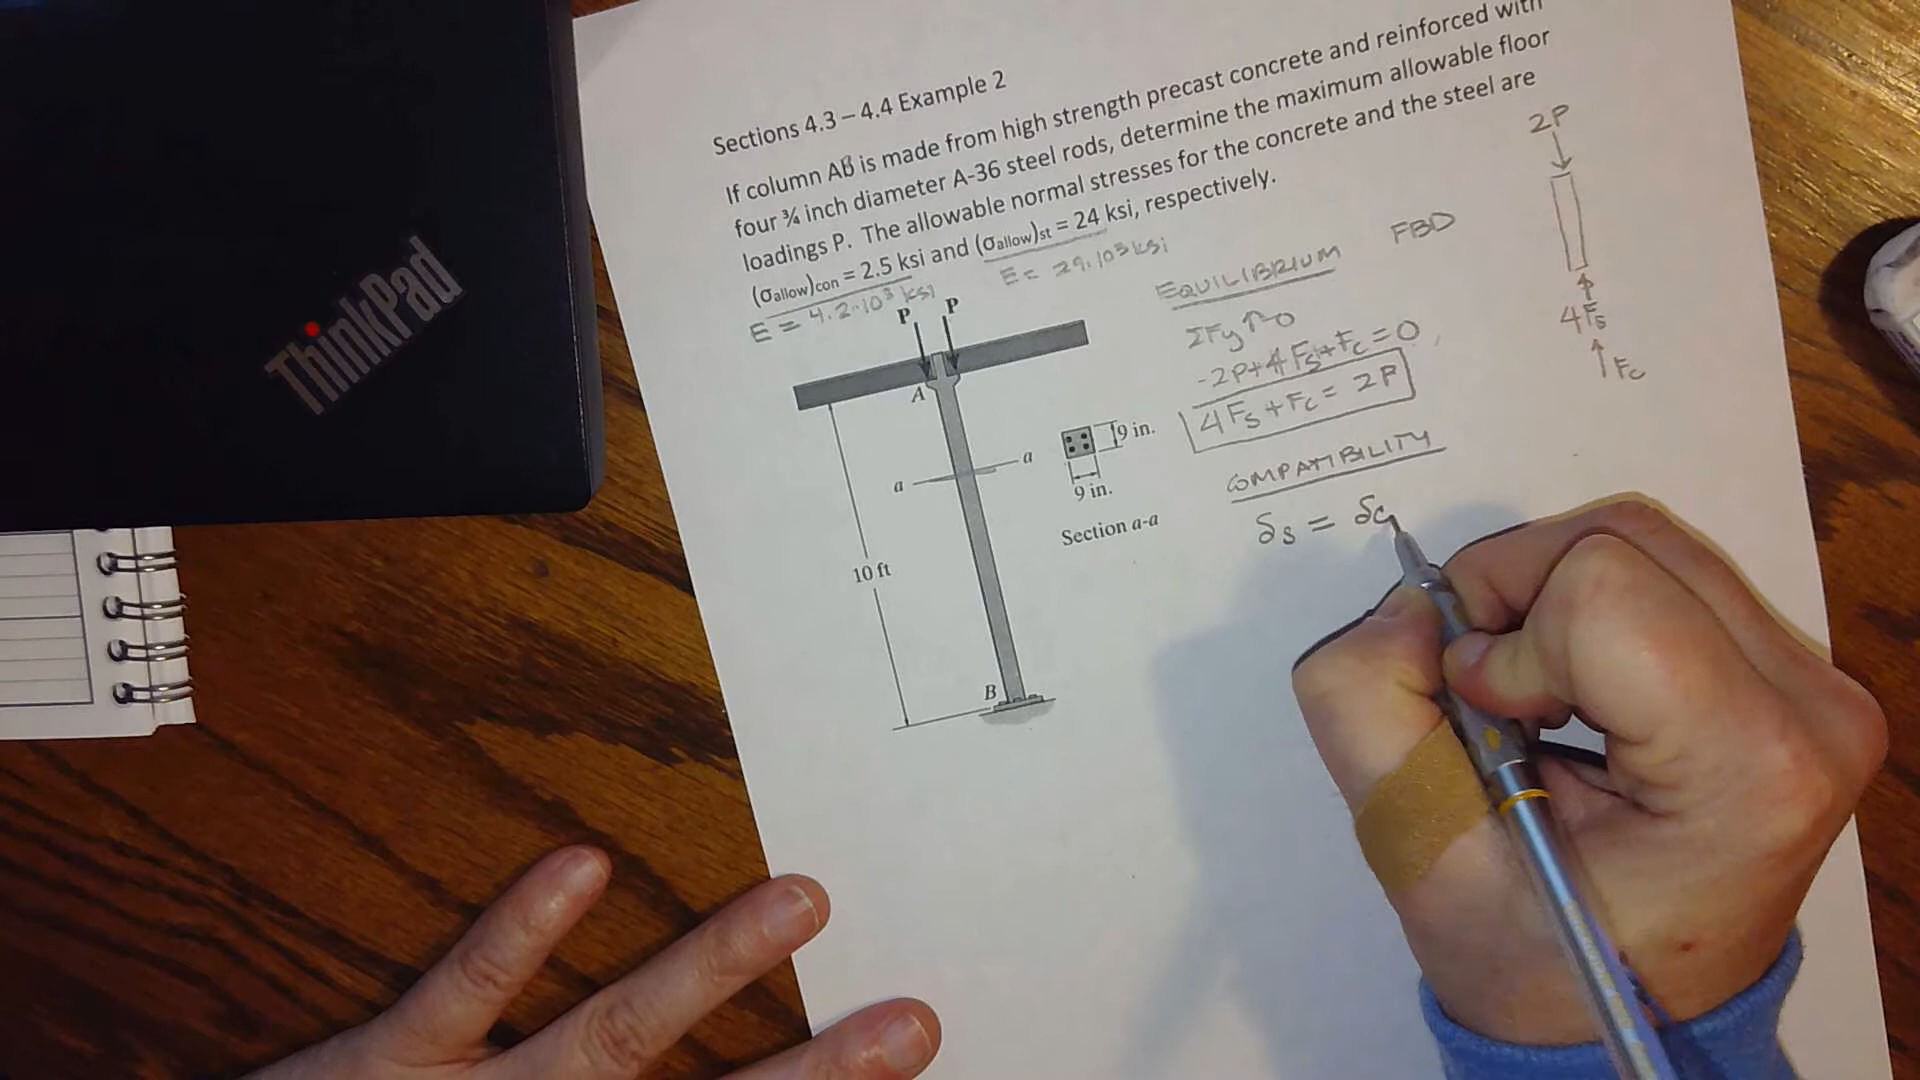 ThinkPad
Sections 4.3 – 4.4 Example 2
If column AB is made from high strength precast concrete and reinforced with
four ¾ inch diameter A-36 steel rods, determine the maximum allowable floor
loadings P. The allowable normal stresses for the concrete and the steel are
(σallow)con = 2.5 ksi and (σallow)st = 24 ksi, respectively.
E = 4.2·10³ ksi
E = 29·10³ ksi
P
P
A
a
a
10 ft
B
9 in.
9 in.
Section a-a
EQUILIBRIUM
FBD
ΣFy↑=0
-2P+4Fs+Fc=0
4Fs+Fc= 2P
COMPATIBILITY
δs = δc
2P
4Fs
Fc